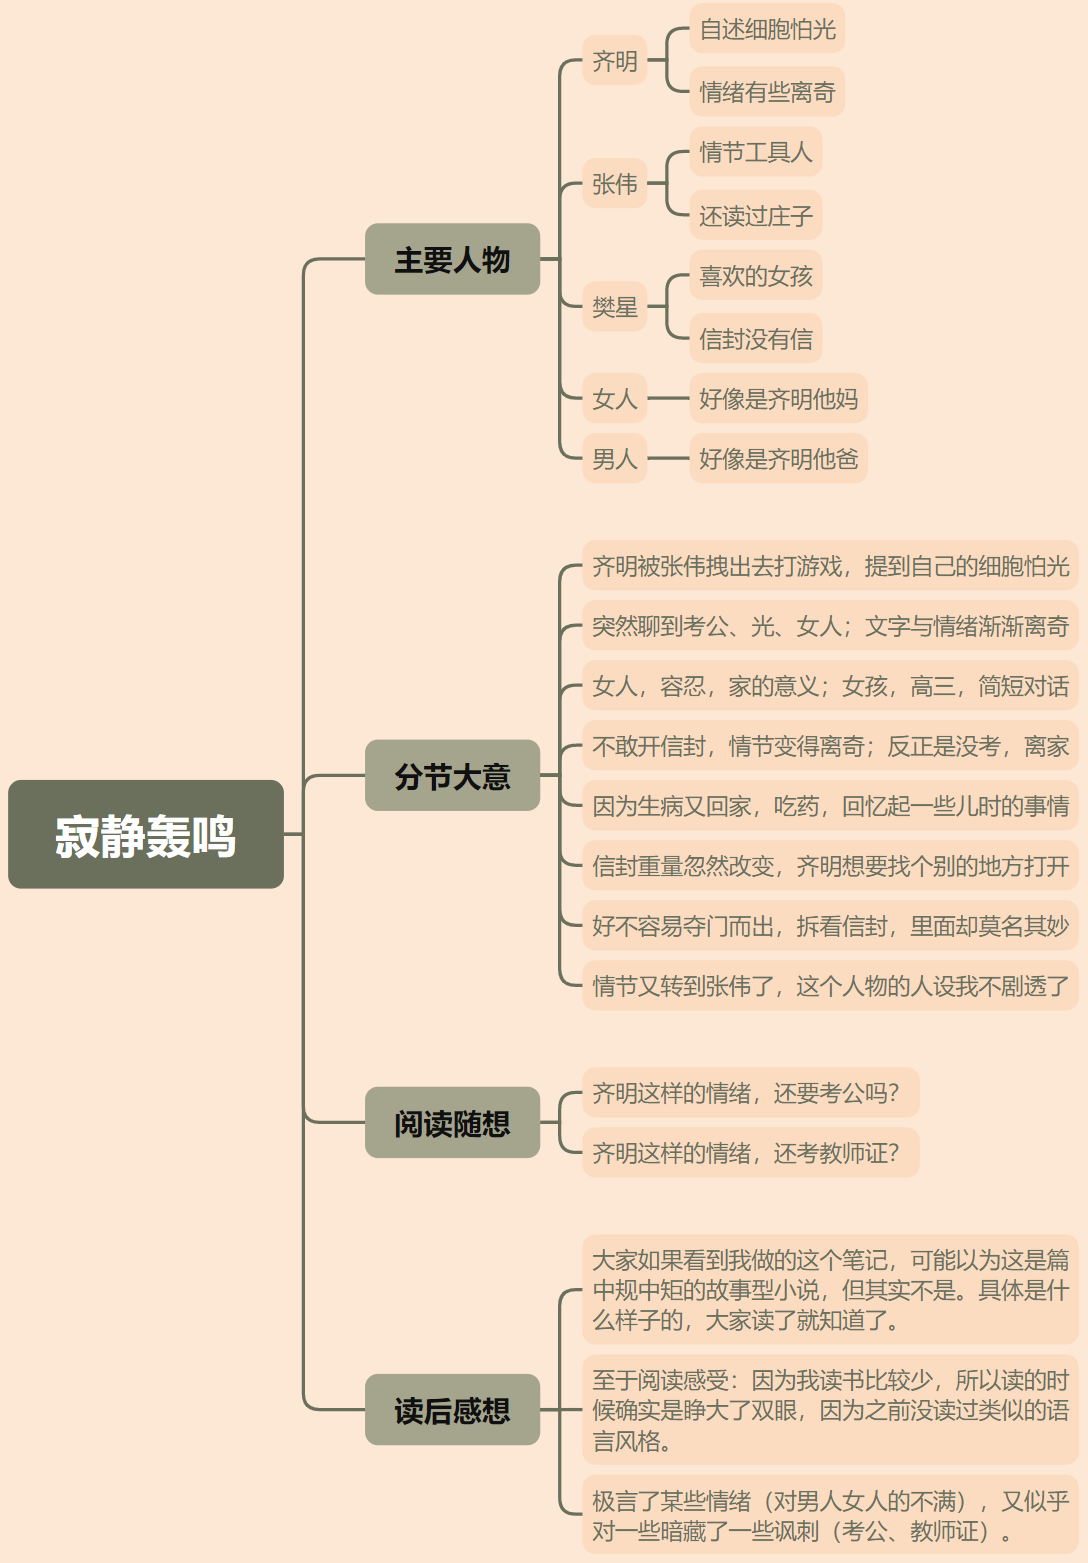 寂静轰鸣
主要人物
齐明
自述细胞怕光
情绪有些离奇
张伟
情节工具人
还读过庄子
樊星
喜欢的女孩
信封没有信
女人
好像是齐明他妈
男人
好像是齐明他爸
分节大意
齐明被张伟拽出去打游戏，提到自己的细胞怕光
突然聊到考公、光、女人；文字与情绪渐渐离奇
女人，容忍，家的意义；女孩，高三，简短对话
不敢开信封，情节变得离奇；反正是没考，离家
因为生病又回家，吃药，回忆起一些儿时的事情
信封重量忽然改变，齐明想要找个别的地方打开
好不容易夺门而出，拆看信封，里面却莫名其妙
情节又转到张伟了，这个人物的人设我不剧透了
阅读随想
齐明这样的情绪，还要考公吗？
齐明这样的情绪，还考教师证？
读后感想
大家如果看到我做的这个笔记，可能以为这是篇
中规中矩的故事型小说，但其实不是。具体是什
么样子的，大家读了就知道了。
至于阅读感受：因为我读书比较少，所以读的时
候确实是睁大了双眼，因为之前没读过类似的语
言风格。
极言了某些情绪（对男人女人的不满），又似乎
对一些暗藏了一些讽刺（考公、教师证）。